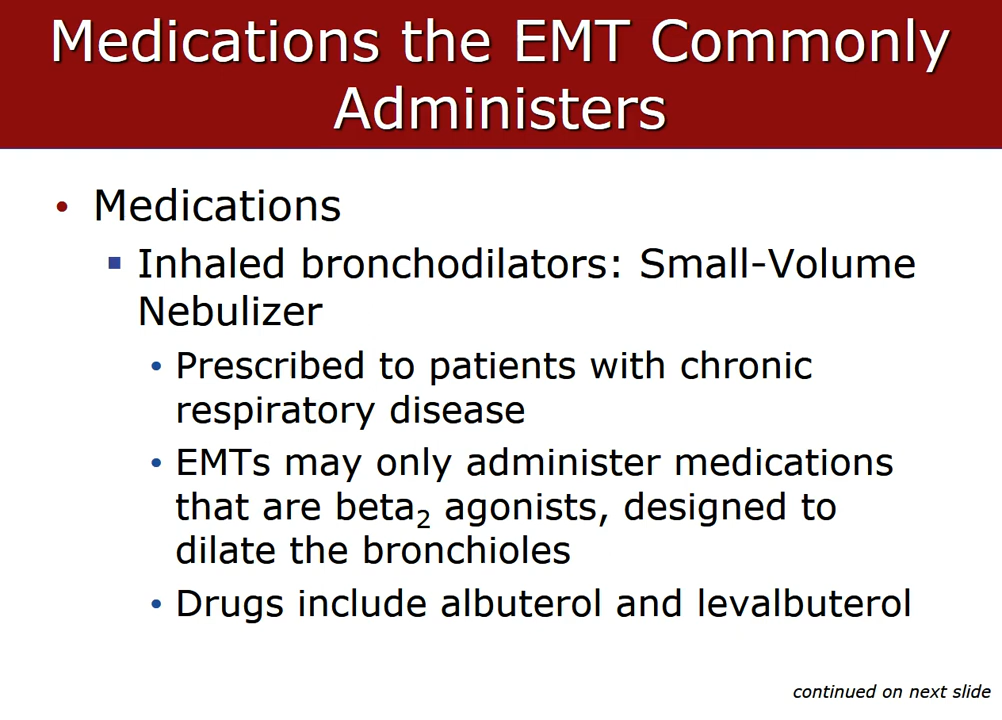 Medications the EMT Commonly
Administers
• Medications
▪ Inhaled bronchodilators: Small-Volume
Nebulizer
• Prescribed to patients with chronic
respiratory disease
• EMTs may only administer medications
that are beta₂ agonists, designed to
dilate the bronchioles
• Drugs include albuterol and levalbuterol
continued on next slide